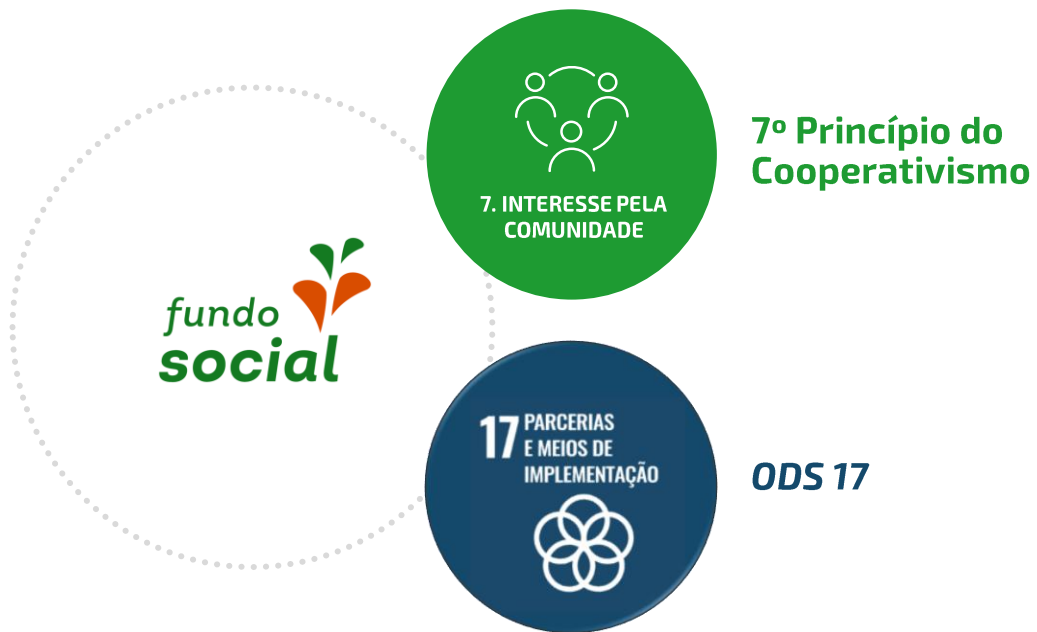 fundo
social
7. INTERESSE PELA
COMUNIDADE
7º Princípio do
Cooperativismo
17 PARCERIAS
E MEIOS DE
IMPLEMENTAÇÃO
ODS 17